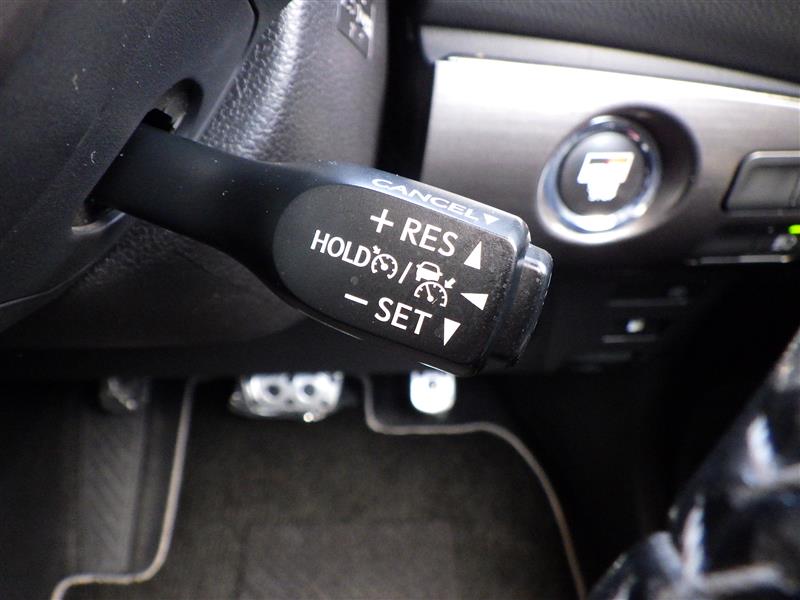 CANCEL▼
+ RES ▲
HOLD /
− SET ▼